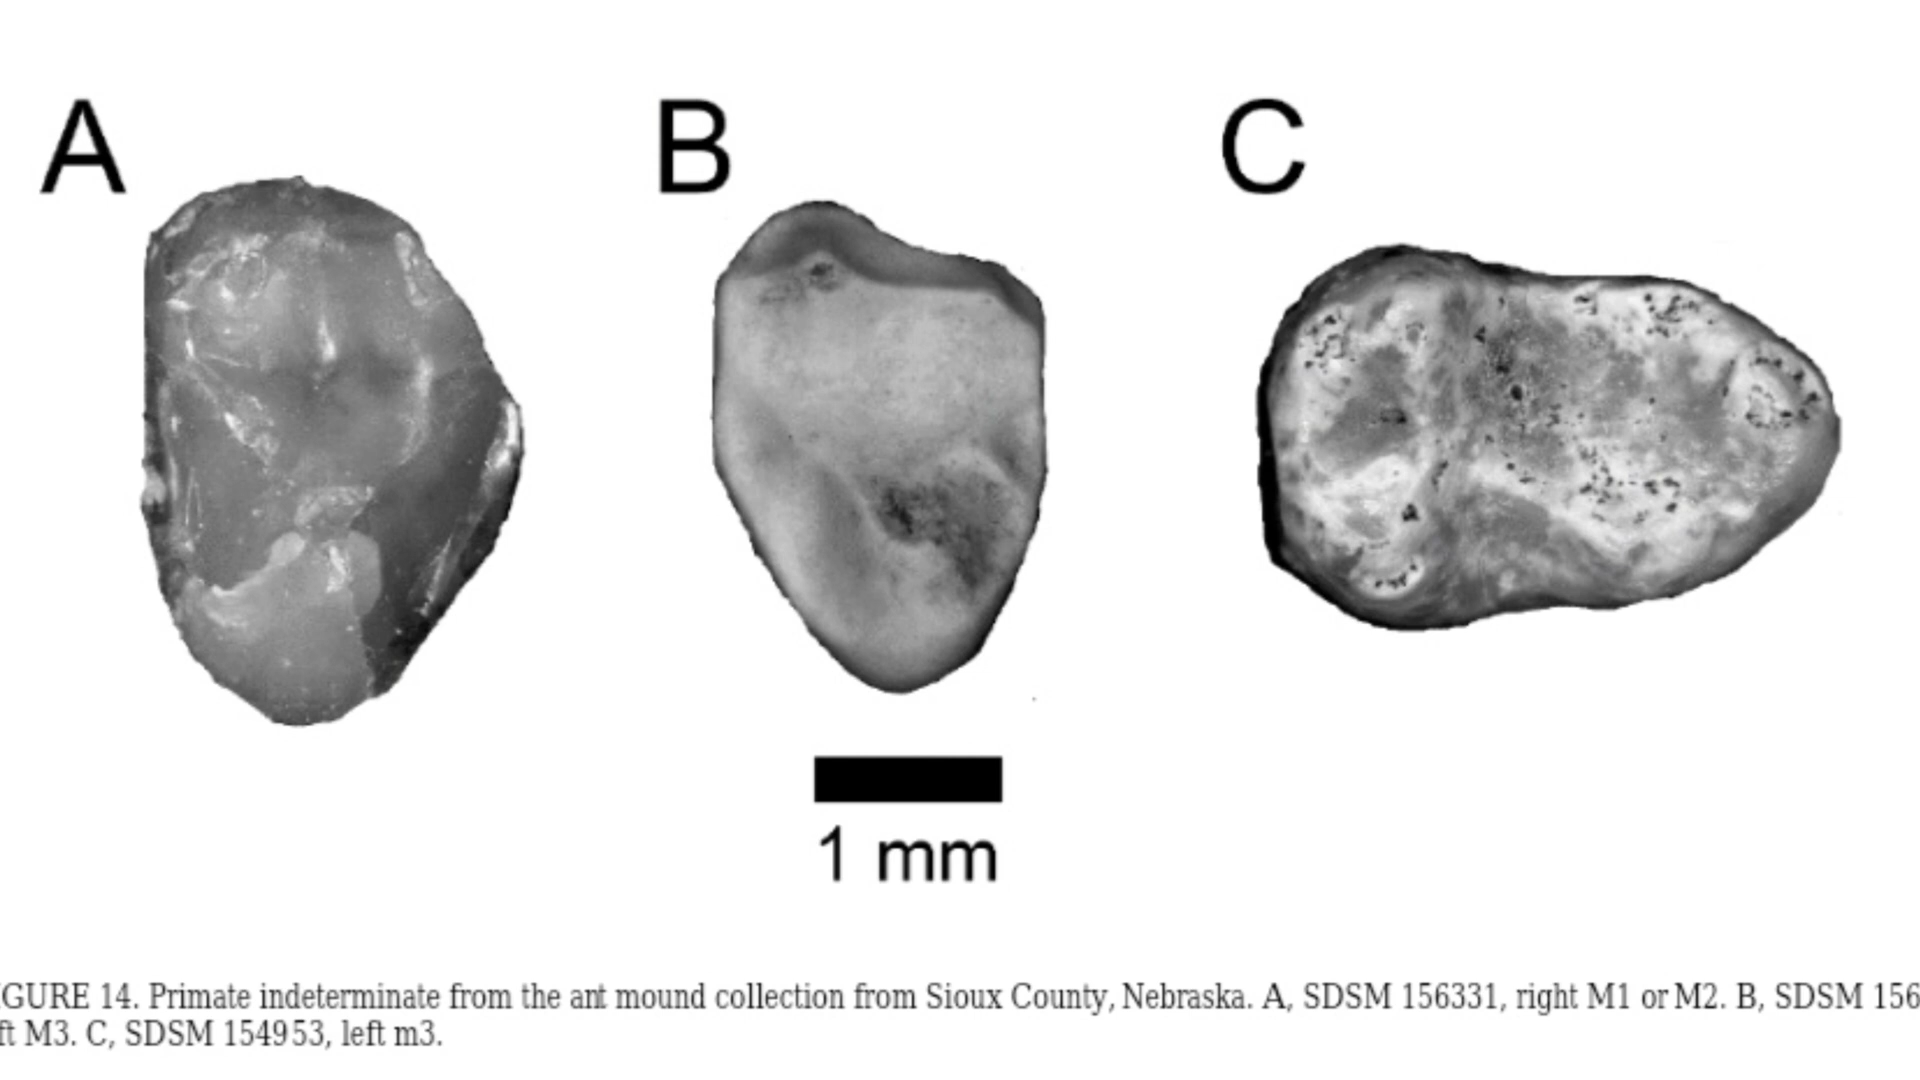 A
B
C
1 mm
IGURE 14. Primate indeterminate from the ant mound collection from Sioux County, Nebraska. A, SDSM 156331, right M1 or M2. B, SDSM 156
ft M3. C, SDSM 154953, left m3.